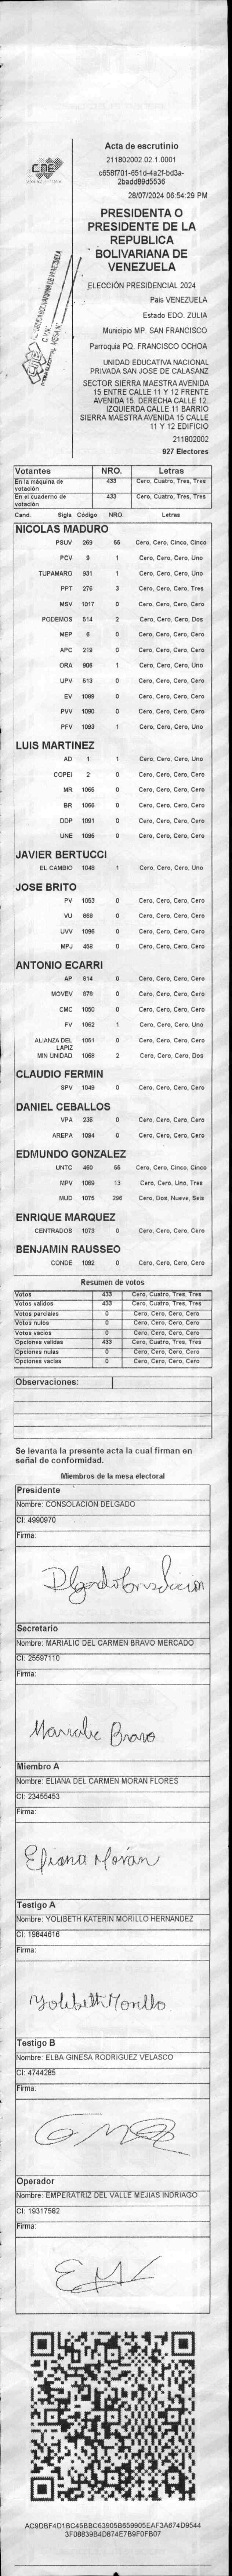 CNE
Acta de escrutinio
211802002.02.1.0001
c658f701-651d-4a2f-bd3a-
2badd89d5536
28/07/2024 06:54:29 PM
PRESIDENTA O
PRESIDENTE DE LA
REPUBLICA
BOLIVARIANA DE
VENEZUELA
ELECCIÓN PRESIDENCIAL 2024
Pais VENEZUELA
Estado EDO. ZULIA
Municipio MP. SAN FRANCISCO
Parroquia PQ. FRANCISCO OCHOA
UNIDAD EDUCATIVA NACIONAL
PRIVADA SAN JOSE DE CALASANZ
SECTOR SIERRA MAESTRA AVENIDA
15 ENTRE CALLE 11 Y 12 FRENTE
AVENIDA 15. DERECHA CALLE 12.
IZQUIERDA CALLE 11 BARRIO
SIERRA MAESTRA AVENIDA 15 CALLE
11 Y 12 EDIFICIO
211802002
927 Electores
Votantes NRO. Letras
En la máquina de votación 433 Cero, Cuatro, Tres, Tres
En el cuaderno de votación 433 Cero, Cuatro, Tres, Tres
Cand. Sigla Código NRO. Letras
NICOLAS MADURO
PSUV 269 55 Cero, Cero, Cinco, Cinco
PCV 9 1 Cero, Cero, Cero, Uno
TUPAMARO 931 1 Cero, Cero, Cero, Uno
PPT 276 3 Cero, Cero, Cero, Tres
MSV 1017 0 Cero, Cero, Cero, Cero
PODEMOS 514 2 Cero, Cero, Cero, Dos
MEP 6 0 Cero, Cero, Cero, Cero
APC 219 0 Cero, Cero, Cero, Cero
ORA 906 1 Cero, Cero, Cero, Uno
UPV 513 0 Cero, Cero, Cero, Cero
EV 1089 0 Cero, Cero, Cero, Cero
PVV 1090 0 Cero, Cero, Cero, Cero
PFV 1093 1 Cero, Cero, Cero, Uno
LUIS MARTINEZ
AD 1 1 Cero, Cero, Cero, Uno
COPEI 2 0 Cero, Cero, Cero, Cero
MR 1065 0 Cero, Cero, Cero, Cero
BR 1066 0 Cero, Cero, Cero, Cero
DDP 1091 0 Cero, Cero, Cero, Cero
UNE 1095 0 Cero, Cero, Cero, Cero
JAVIER BERTUCCI
EL CAMBIO 1048 1 Cero, Cero, Cero, Uno
JOSE BRITO
PV 1053 0 Cero, Cero, Cero, Cero
VU 868 0 Cero, Cero, Cero, Cero
UVV 1096 0 Cero, Cero, Cero, Cero
MPJ 458 0 Cero, Cero, Cero, Cero
ANTONIO ECARRI
AP 814 0 Cero, Cero, Cero, Cero
MOVEV 878 0 Cero, Cero, Cero, Cero
CMC 1050 0 Cero, Cero, Cero, Cero
FV 1062 1 Cero, Cero, Cero, Uno
ALIANZA DEL LAPIZ 1051 0 Cero, Cero, Cero, Cero
MIN UNIDAD 1068 2 Cero, Cero, Cero, Dos
CLAUDIO FERMIN
SPV 1049 0 Cero, Cero, Cero, Cero
DANIEL CEBALLOS
VPA 236 0 Cero, Cero, Cero, Cero
AREPA 1094 0 Cero, Cero, Cero, Cero
EDMUNDO GONZALEZ
UNTC 460 55 Cero, Cero, Cinco, Cinco
MPV 1069 13 Cero, Cero, Uno, Tres
MUD 1075 296 Cero, Dos, Nueve, Seis
ENRIQUE MARQUEZ
CENTRADOS 1073 0 Cero, Cero, Cero, Cero
BENJAMIN RAUSSEO
CONDE 1092 0 Cero, Cero, Cero, Cero
Resumen de votos
Votos 433 Cero, Cuatro, Tres, Tres
Votos validos 433 Cero, Cuatro, Tres, Tres
Votos parciales 0 Cero, Cero, Cero, Cero
Votos nulos 0 Cero, Cero, Cero, Cero
Votos vacios 0 Cero, Cero, Cero, Cero
Opciones validas 433 Cero, Cuatro, Tres, Tres
Opciones nulas 0 Cero, Cero, Cero, Cero
Opciones vacias 0 Cero, Cero, Cero, Cero
Observaciones:
Se levanta la presente acta la cual firman en
señal de conformidad.
Miembros de la mesa electoral
Presidente
Nombre: CONSOLACION DELGADO
CI: 4990970
Firma:
Secretario
Nombre: MARIALIC DEL CARMEN BRAVO MERCADO
CI: 25597110
Firma:
Marialic Bravo
Miembro A
Nombre: ELIANA DEL CARMEN MORAN FLORES
CI: 23455453
Firma:
Eliana Morán
Testigo A
Nombre: YOLIBETH KATERIN MORILLO HERNANDEZ
CI: 19844616
Firma:
Yolibeth Morillo
Testigo B
Nombre: ELBA GINESA RODRIGUEZ VELASCO
CI: 4744285
Firma:
Operador
Nombre: EMPERATRIZ DEL VALLE MEJIAS INDRIAGO
CI: 19317582
Firma:
AC9DBF4D1BC45BBC63905B659905EAF3A674D9544
3F08839B4D874E7B9F0FB07